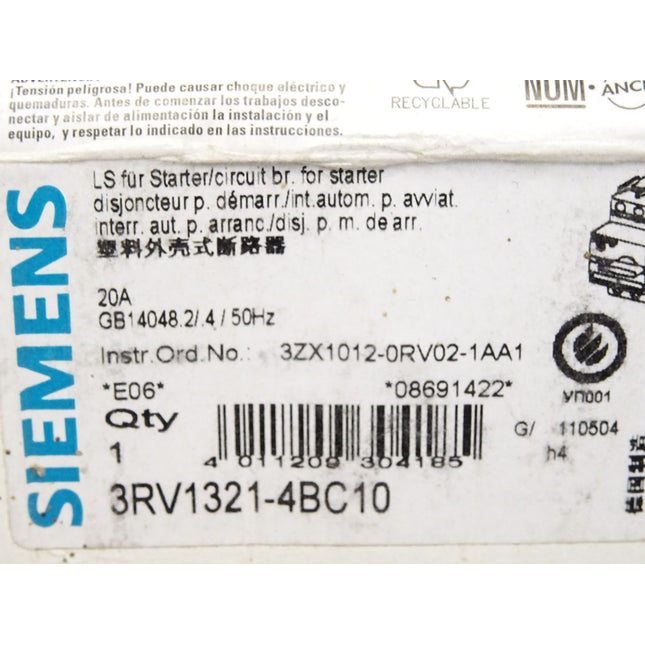 ¡Tensión peligrosa! Puede causar choque eléctrico y
quemaduras. Antes de comenzar los trabajos desco-
nectar y aislar de alimentación la instalación y el
equipo, y respetar lo indicado en las instrucciones.
RECYCLABLE
NUM · ANCE
SIEMENS
LS für Starter/circuit br. for starter
disjoncteur p. démarr./int.autom. p. avviat.
interr. aut. p. arranc./disj. p. m. de arr.
塑料外壳式断路器
20A
GB14048.2/.4 / 50Hz
Instr.Ord.No.: 3ZX1012-0RV02-1AA1
*E06* *08691422*
УП001
Qty
1
G/ 110504
h4
4 011209 304185
3RV1321-4BC10